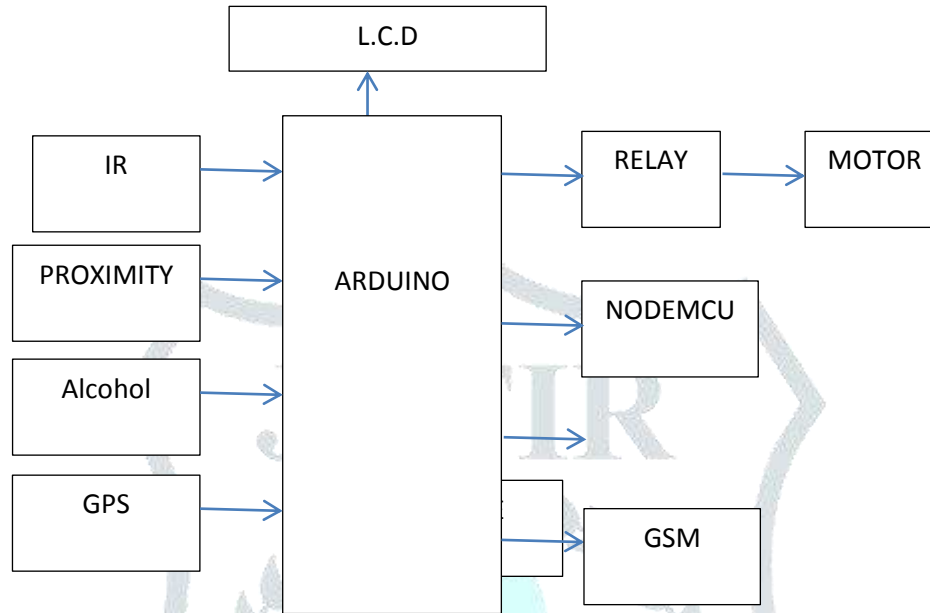 L.C.D
IR
RELAY
MOTOR
PROXIMITY
ARDUINO
NODEMCU
Alcohol
GPS
GSM